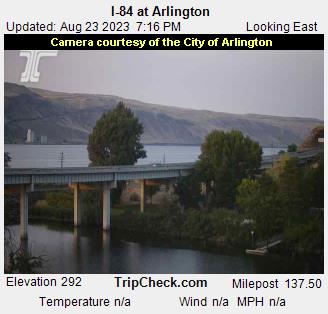 I-84 at Arlington
Updated: Aug 23 2023 7:16 PM Looking East
Camera courtesy of the City of Arlington
Elevation 292 TripCheck.com Milepost 137.50
Temperature n/a Wind n/a MPH n/a